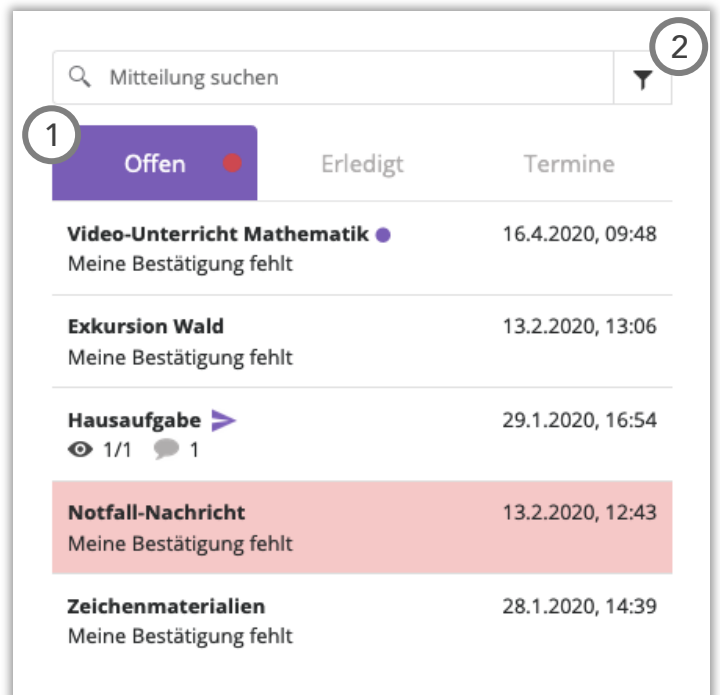 2
Mitteilung suchen
1
Offen Erledigt Termine
Video-Unterricht Mathematik 16.4.2020, 09:48
Meine Bestätigung fehlt
Exkursion Wald 13.2.2020, 13:06
Meine Bestätigung fehlt
Hausaufgabe 29.1.2020, 16:54
1/1 1
Notfall-Nachricht 13.2.2020, 12:43
Meine Bestätigung fehlt
Zeichenmaterialien 28.1.2020, 14:39
Meine Bestätigung fehlt